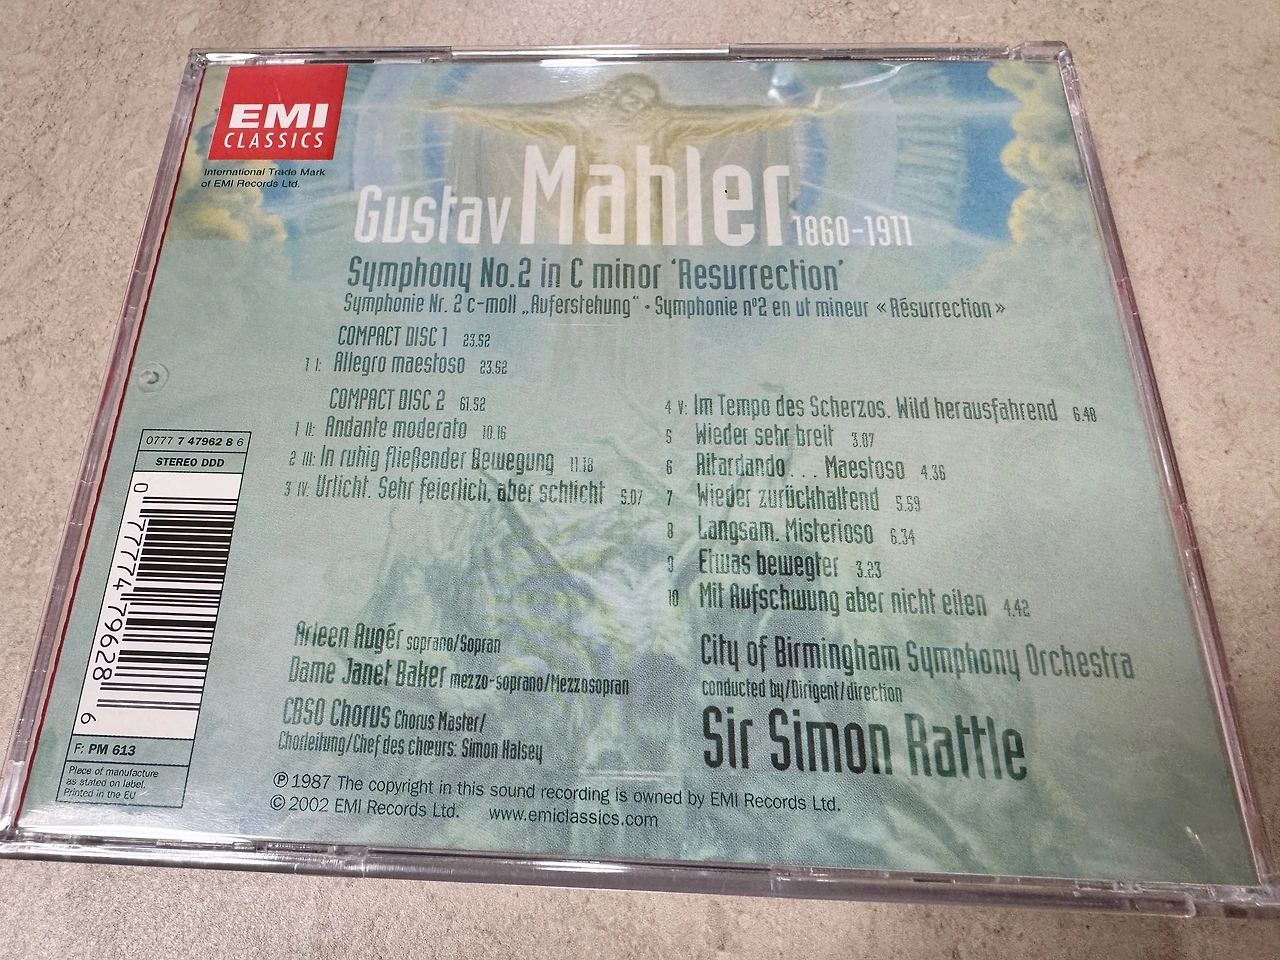 EMI
CLASSICS
International Trade Mark
of EMI Records Ltd.
Gustav Mahler 1860-1911
Symphony No.2 in C minor 'Resurrection'
Symphonie Nr. 2 c-moll „Auferstehung“ • Symphonie nº2 en ut mineur « Résurrection »
COMPACT DISC 1 23.52
1 I: Allegro maestoso 23.52
COMPACT DISC 2 61.52
1 II: Andante moderato 10.16
2 III: In ruhig fließender Bewegung 11.18
3 IV: Urlicht. Sehr feierlich, aber schlicht 5.07
4 V: Im Tempo des Scherzos. Wild herausfahrend 6.48
5 Wieder sehr breit 3.07
6 Ritardando... Maestoso 4.36
7 Wieder zurückhaltend 5.59
8 Langsam. Misterioso 6.34
9 Etwas bewegter 3.23
10 Mit Aufschwung aber nicht eilen 4.42
0777 7 47962 8 6
STEREO DDD
0 77774 79628 6
F: PM 613
Place of manufacture
as stated on label.
Printed in the EU
Arleen Augér soprano/Sopran
Dame Janet Baker mezzo-soprano/Mezzosopran
CBSO Chorus Chorus Master/
Chorleitung/Chef des chœurs: Simon Halsey
City of Birmingham Symphony Orchestra
conducted by/Dirigent/direction
Sir Simon Rattle
℗ 1987 The copyright in this sound recording is owned by EMI Records Ltd.
© 2002 EMI Records Ltd. www.emiclassics.com